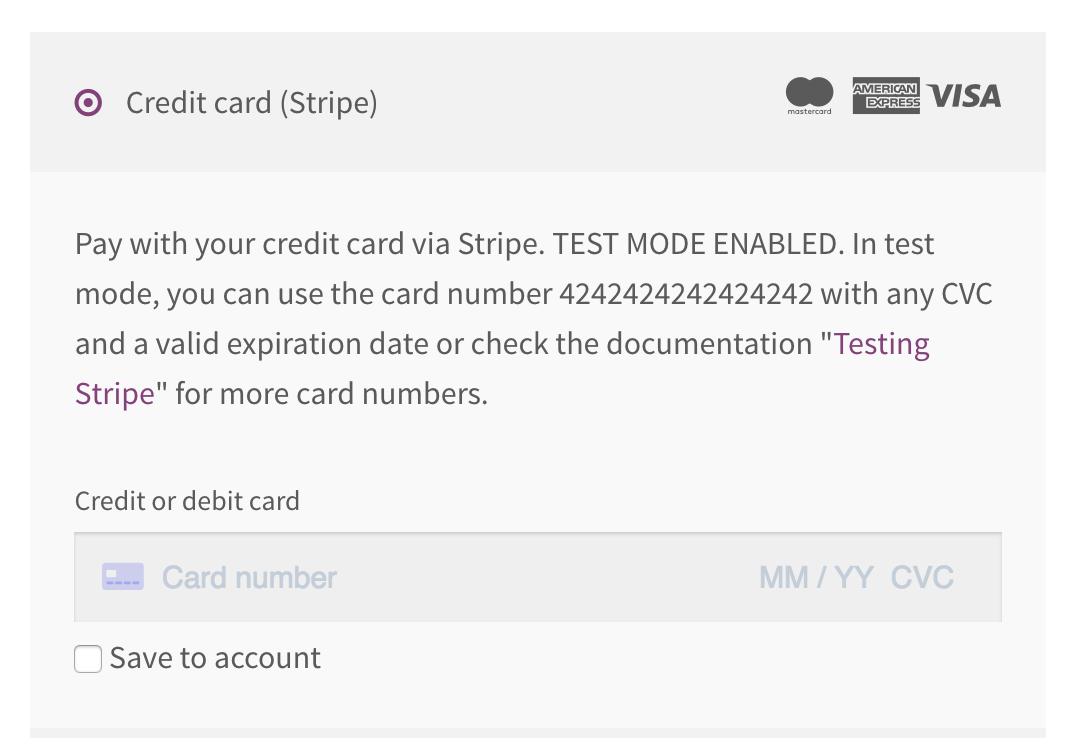 Credit card (Stripe)
mastercard
AMERICAN
EXPRESS
VISA
Pay with your credit card via Stripe. TEST MODE ENABLED. In test
mode, you can use the card number 4242424242424242 with any CVC
and a valid expiration date or check the documentation "Testing
Stripe" for more card numbers.
Credit or debit card
Card number MM / YY CVC
Save to account